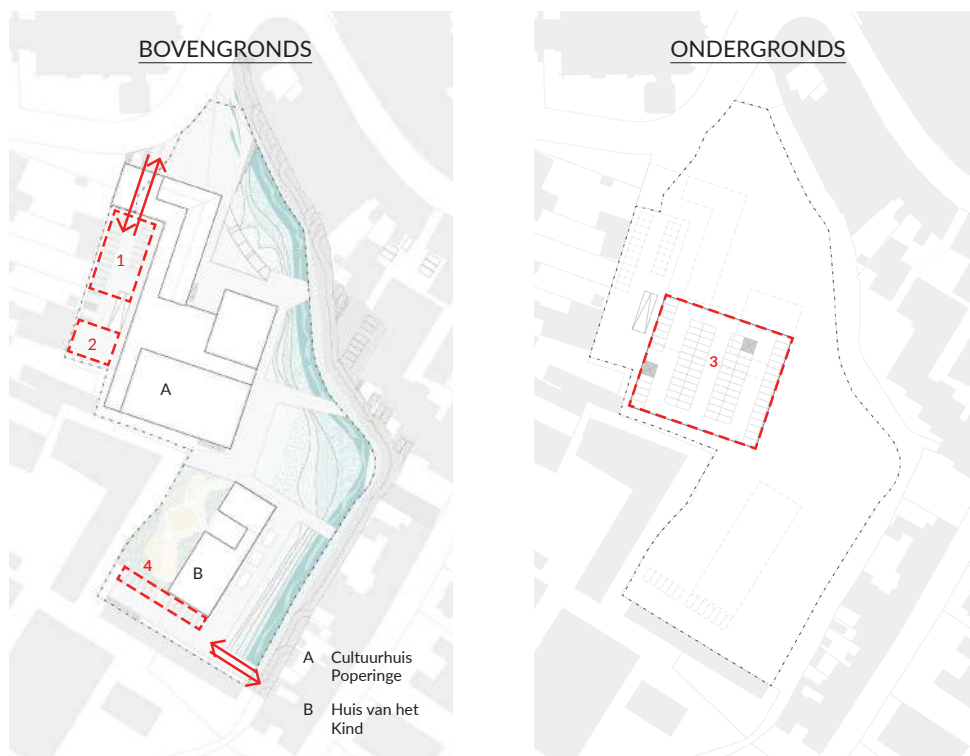 BOVENGRONDS
1
2
A
4
B
A Cultuurhuis
Poperinge
B Huis van het
Kind
ONDERGRONDS
3